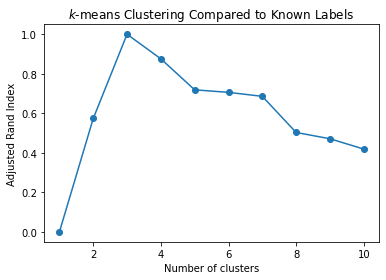 k-means Clustering Compared to Known Labels
1.0
0.8
0.6
0.4
0.2
0.0
Adjusted Rand Index
2 4 6 8 10
Number of clusters